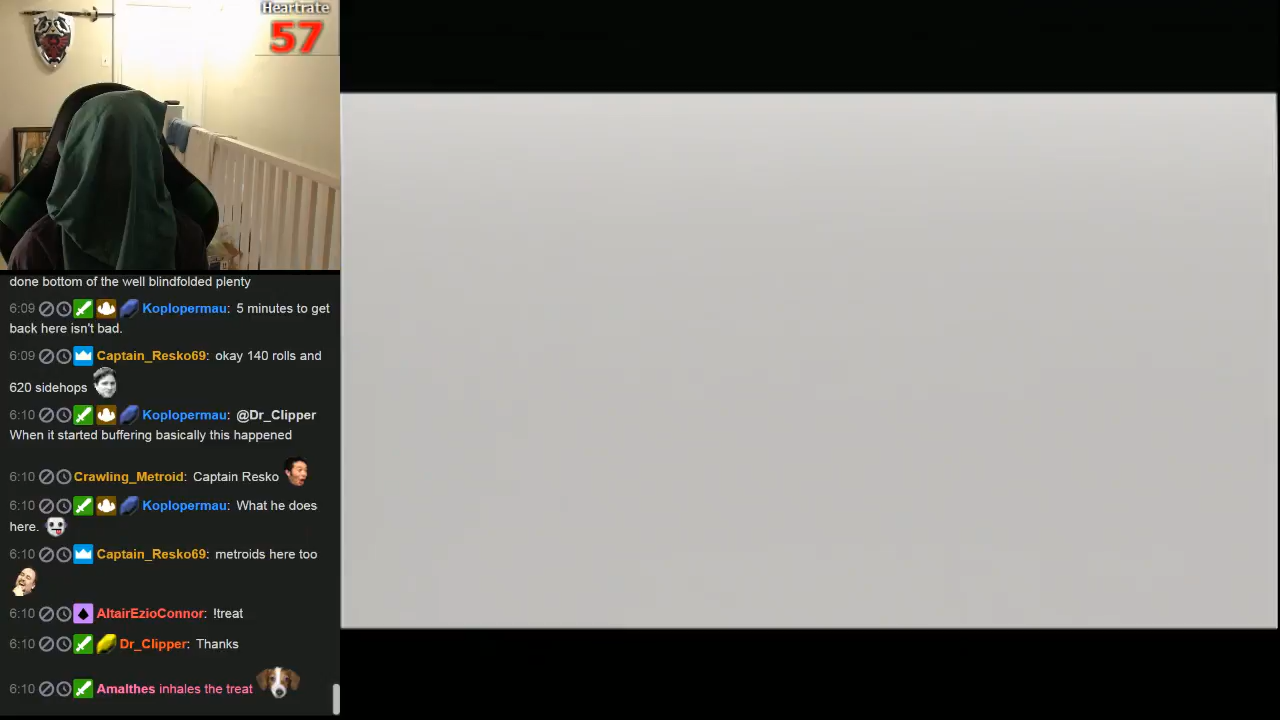 Heartrate
57
done bottom of the well blindfolded plenty
6:09 Koplopermau: 5 minutes to get
back here isn't bad.
6:09 Captain_Resko69: okay 140 rolls and
620 sidehops
6:10 Koplopermau: @Dr_Clipper
When it started buffering basically this happened
6:10 Crawling_Metroid: Captain Resko
6:10 Koplopermau: What he does
here.
6:10 Captain_Resko69: metroids here too
6:10 AltairEzioConnor: !treat
6:10 Dr_Clipper: Thanks
6:10 Amalthes inhales the treat